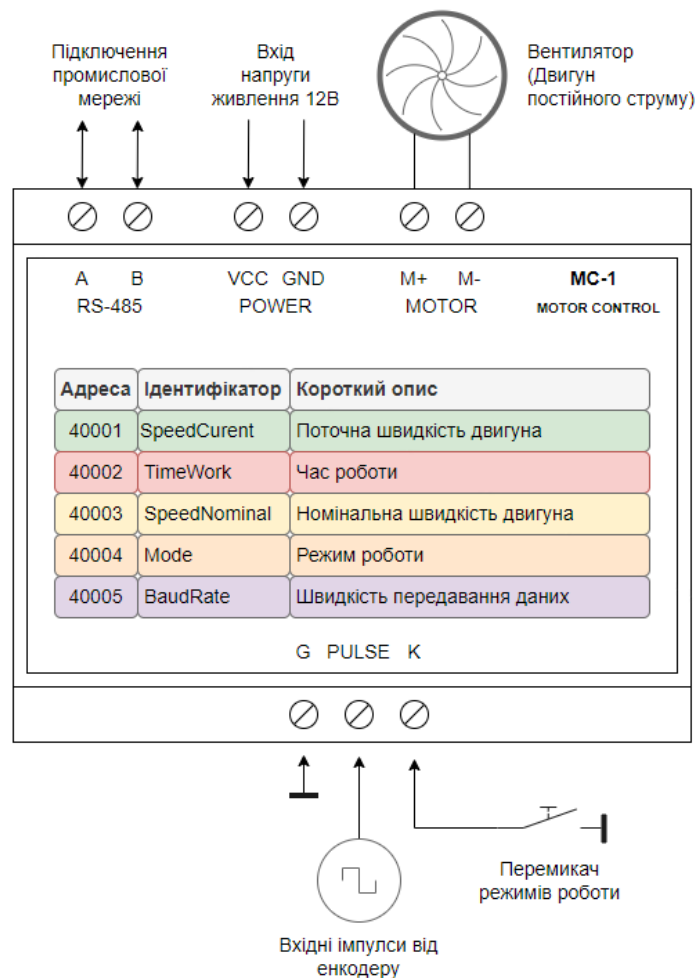 Підключення
промислової
мережі
Вхід
напруги
живлення 12В
Вентилятор
(Двигун
постійного струму)
A B VCC GND M+ M- MC-1
RS-485 POWER MOTOR MOTOR CONTROL
Адреса Ідентифікатор Короткий опис
40001 SpeedCurent Поточна швидкість двигуна
40002 TimeWork Час роботи
40003 SpeedNominal Номінальна швидкість двигуна
40004 Mode Режим роботи
40005 BaudRate Швидкість передавання даних
G PULSE K
Перемикач
режимів роботи
Вхідні імпульси від
енкодеру